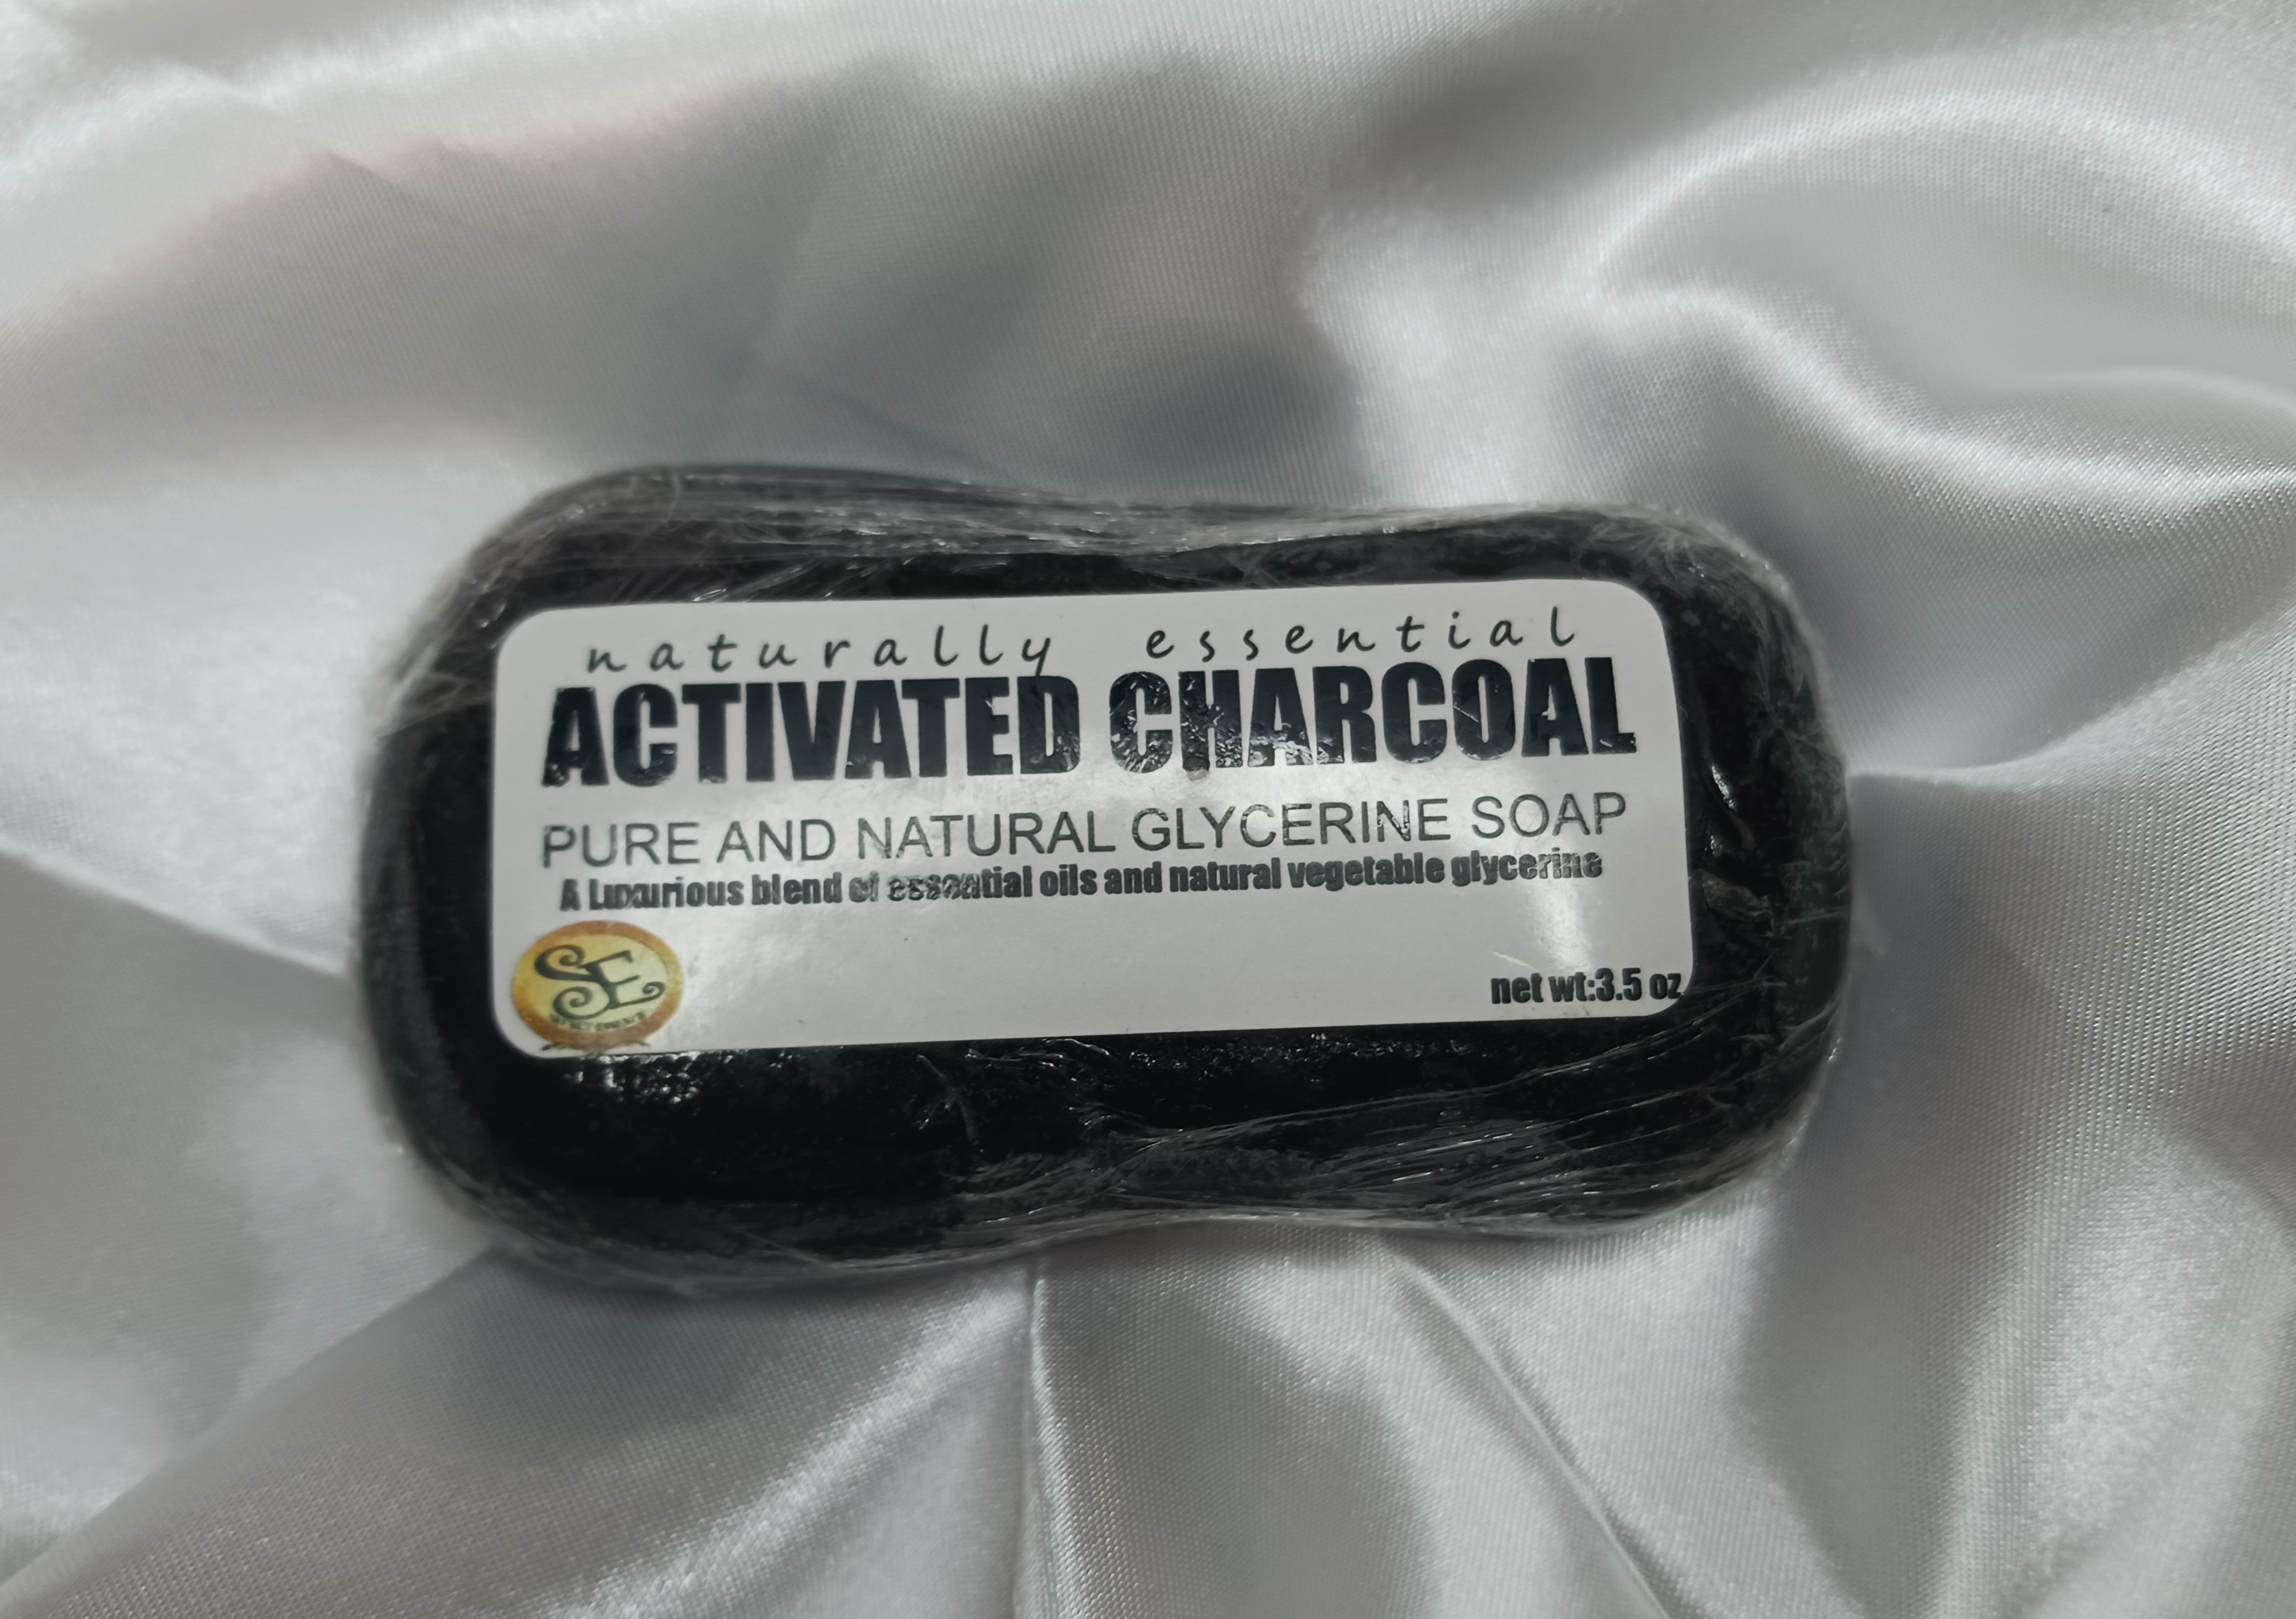 naturally essential
ACTIVATED CHARCOAL
PURE AND NATURAL GLYCERINE SOAP
A Luxurious blend of essential oils and natural vegetable glycerine
SE
net wt:3.5 oz